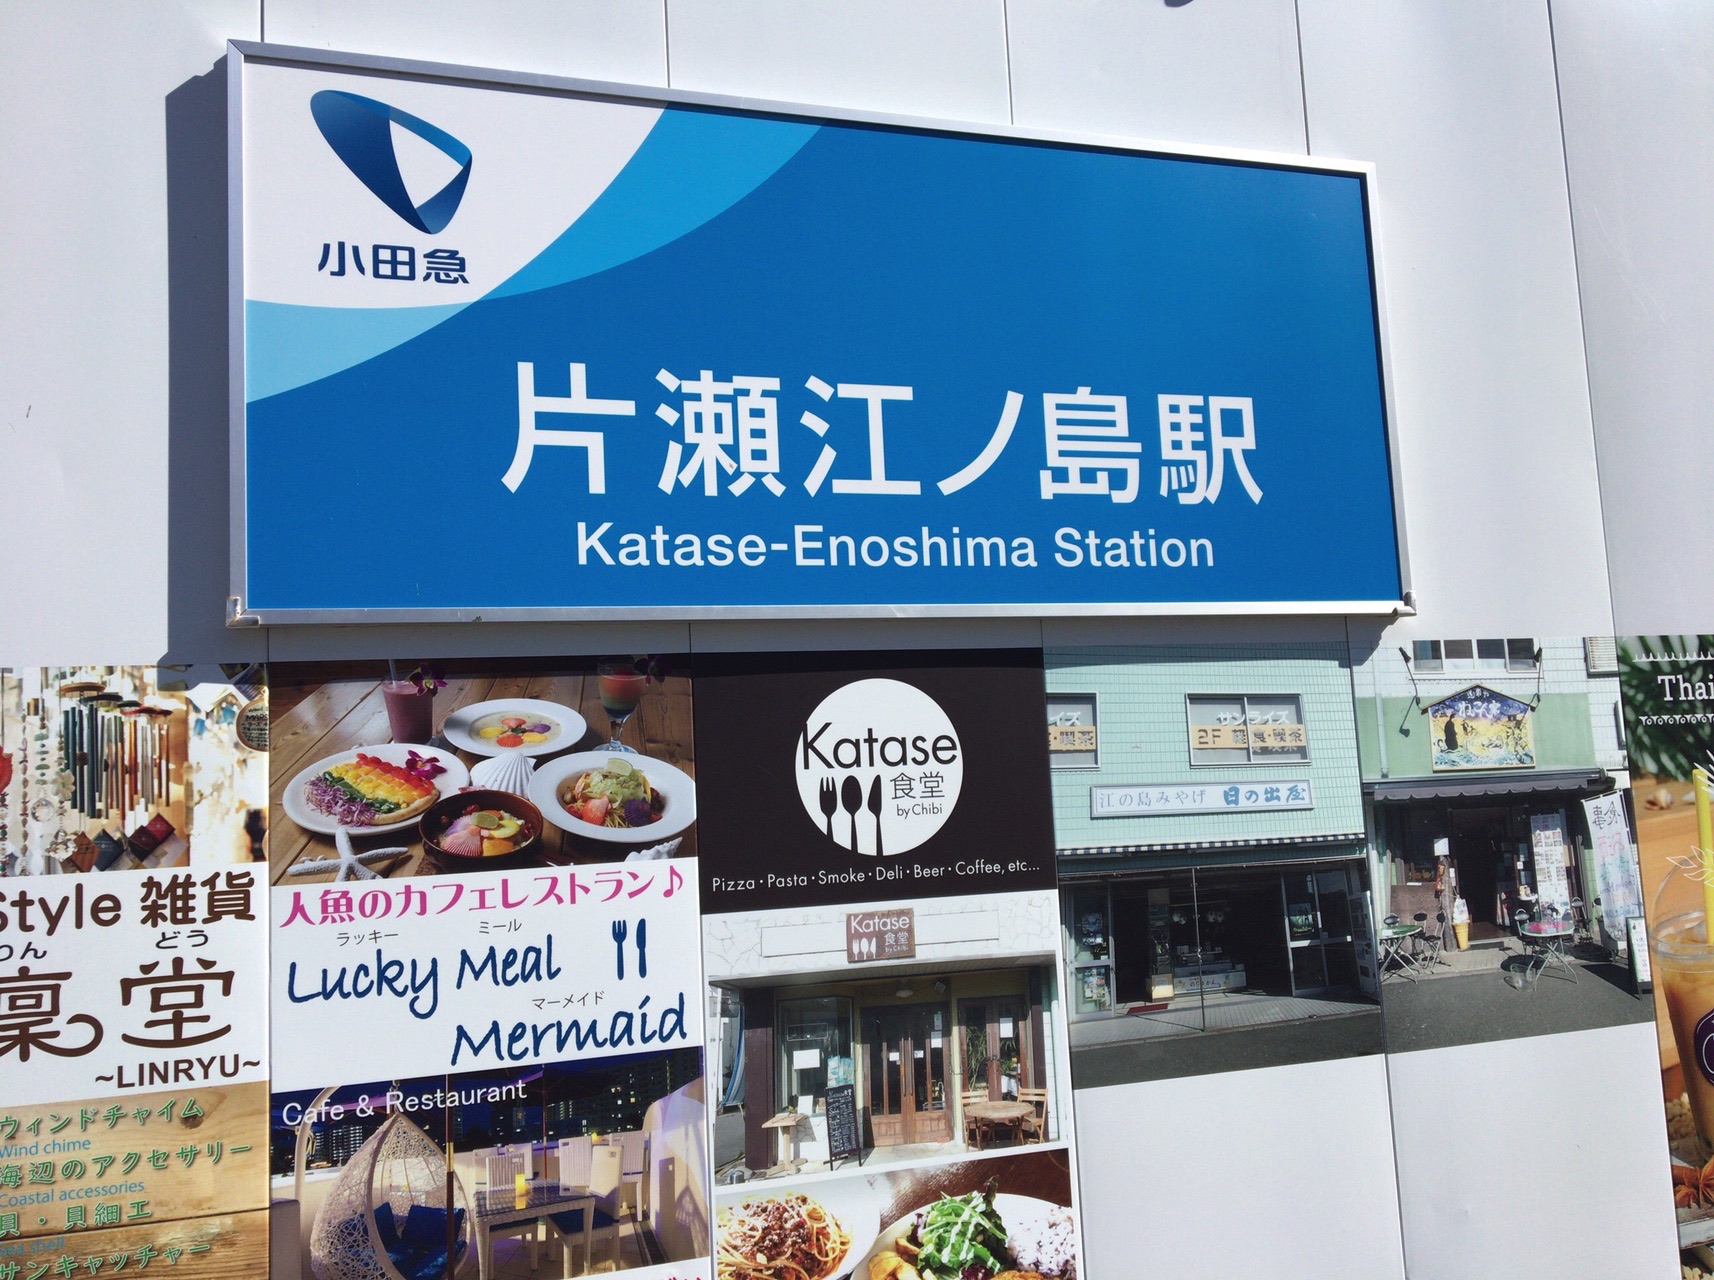 小田急
片瀬江ノ島駅
Katase-Enoshima Station
Style 雑貨
どう
堂
~LINRYU~
ウィンドチャイム
Wind chime
海辺のアクセサリー
Coastal accessories
貝・貝細工
サンキャッチャー
人魚のカフェレストラン♪
ラッキー ミール
Lucky Meal
マーメイド
Mermaid
Cafe & Restaurant
Katase
食堂
by Chibi
Pizza・Pasta・Smoke・Deli・Beer・Coffee, etc...
Katase
食堂
by Chibi
サンライズ
江の島みやげ 日の出屋
Thai